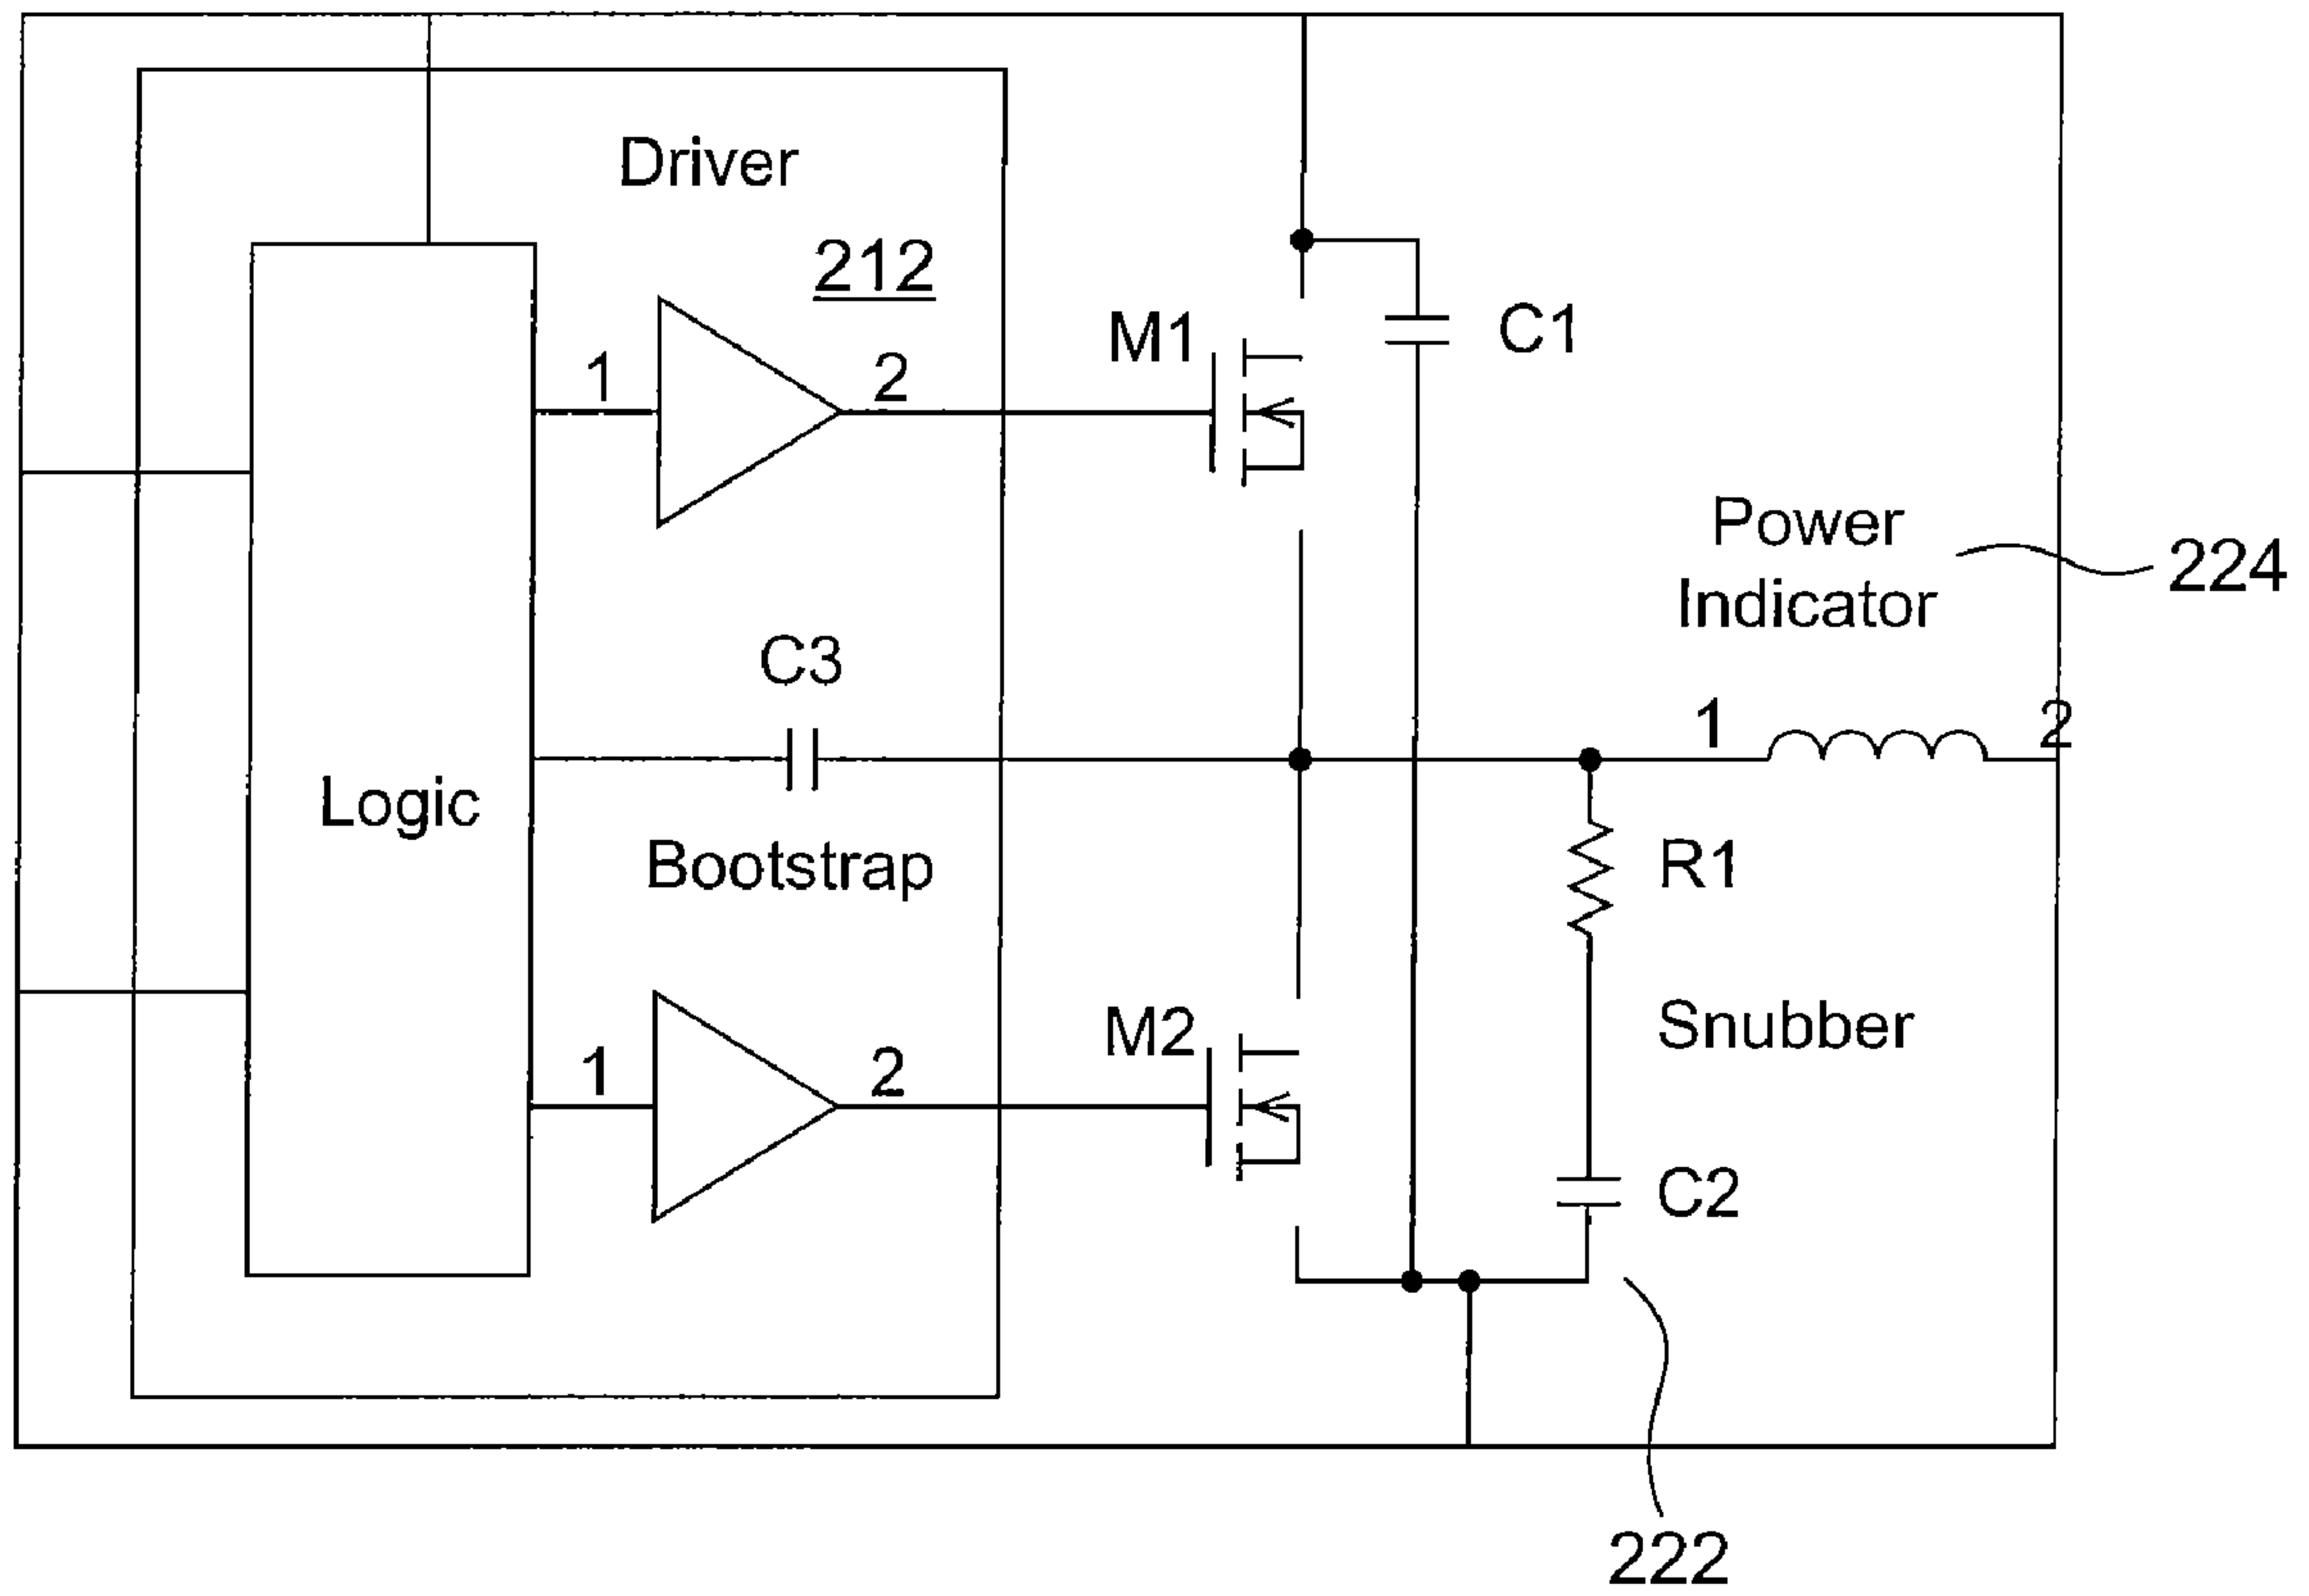 Driver
212
1
2
M1
C1
Power
Indicator
224
C3
1
2
Logic
Bootstrap
R1
Snubber
1
2
M2
C2
222